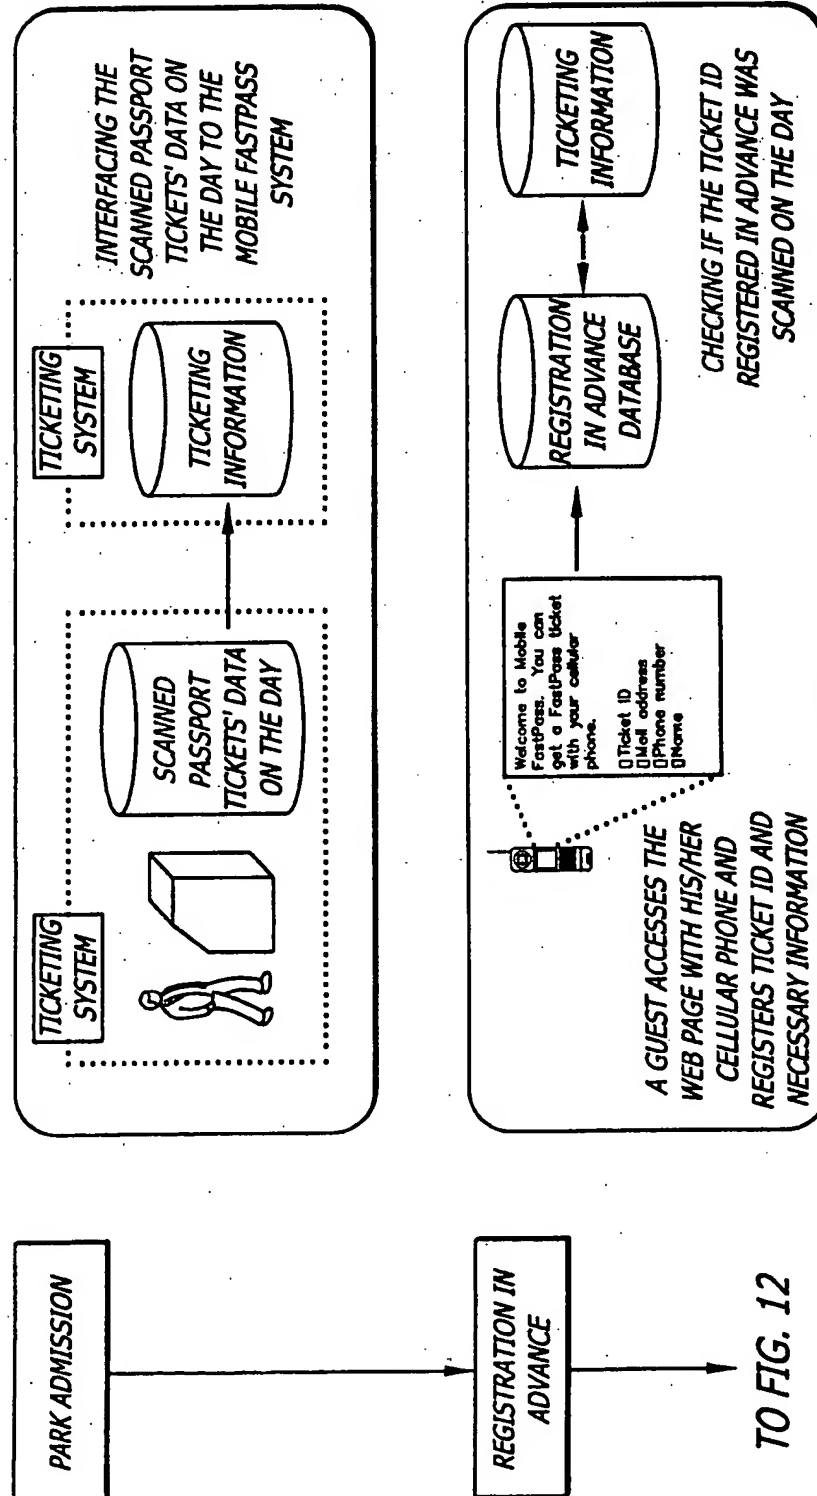 PARK ADMISSION
TICKETING
SYSTEM
SCANNED
PASSPORT
TICKETS' DATA
ON THE DAY
TICKETING
SYSTEM
TICKETING
INFORMATION
INTERFACING THE
SCANNED PASSPORT
TICKETS' DATA ON
THE DAY TO THE
MOBILE FASTPASS
SYSTEM
REGISTRATION IN
ADVANCE
A GUEST ACCESSES THE
WEB PAGE WITH HIS/HER
CELLULAR PHONE AND
REGISTERS TICKET ID AND
NECESSARY INFORMATION
Welcome to Mobile
FastPass. You can
get a FastPass ticket
with your cellular
phone.
▯Ticket ID
▯Mail address
▯Phone number
▯Name
REGISTRATION
IN ADVANCE
DATABASE
TICKETING
INFORMATION
CHECKING IF THE TICKET ID
REGISTERED IN ADVANCE WAS
SCANNED ON THE DAY
TO FIG. 12